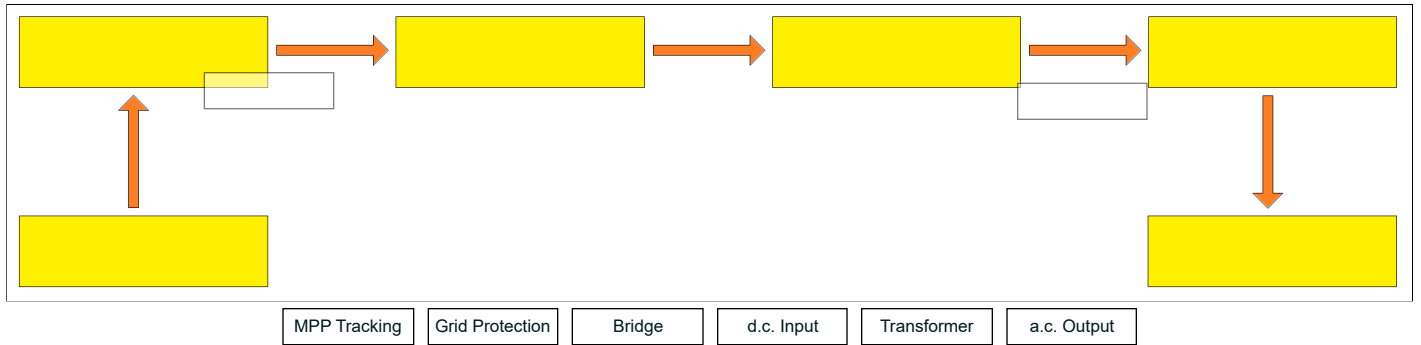 MPP Tracking
Grid Protection
Bridge
d.c. Input
Transformer
a.c. Output